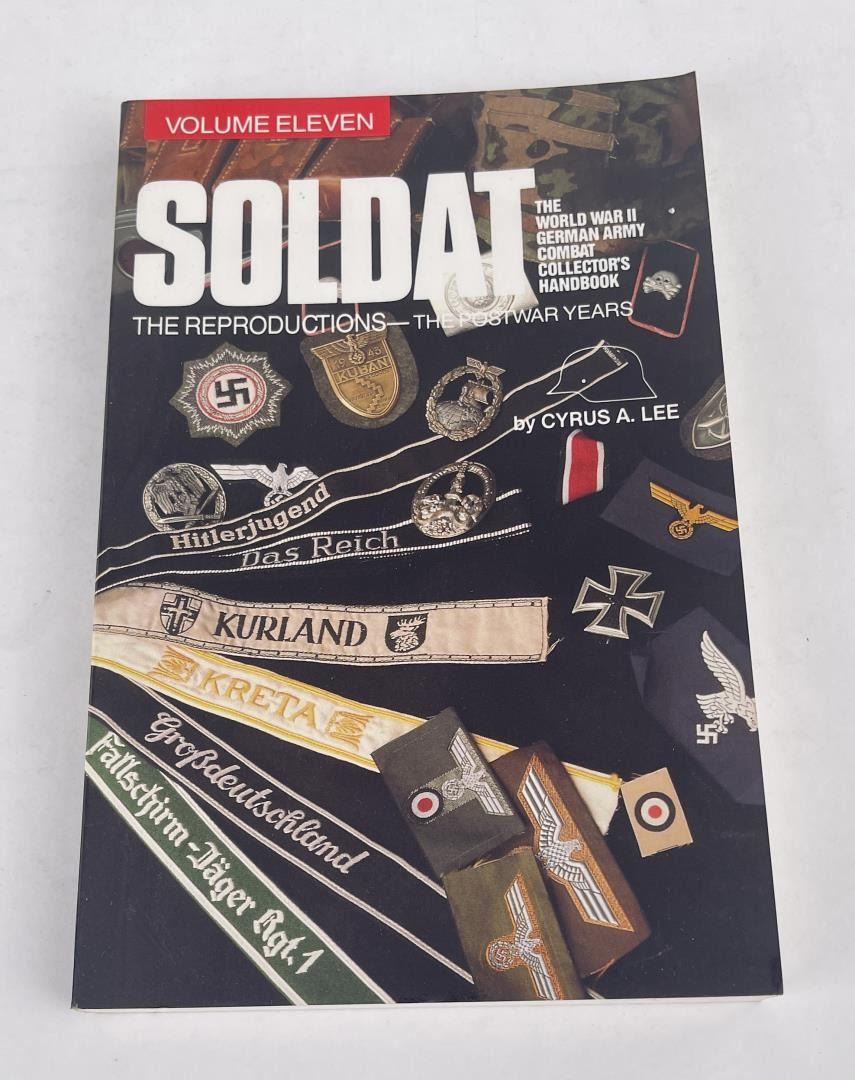 VOLUME ELEVEN
SOLDAT
THE
WORLD WAR II
GERMAN ARMY
COMBAT
COLLECTOR'S
HANDBOOK
THE REPRODUCTIONS—THE POSTWAR YEARS
by CYRUS A. LEE
KUBAN
Hitlerjugend
Das Reich
KURLAND
KRETA
Großdeutschland
Fallschirm-Jäger Rgt. 1